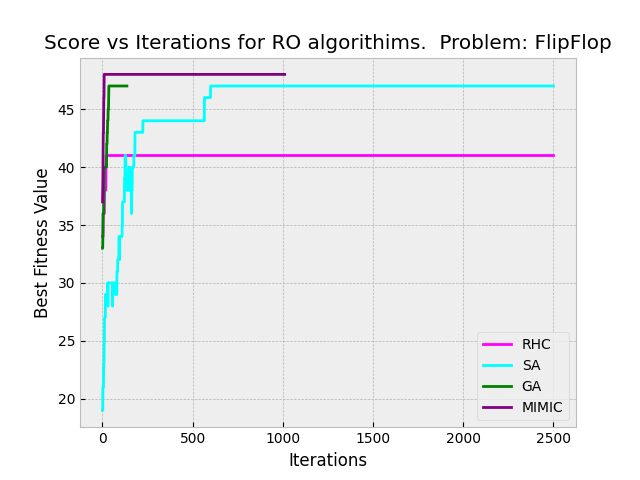 Score vs Iterations for RO algorithims.  Problem: FlipFlop
Best Fitness Value
45
40
35
30
25
20
0 500 1000 1500 2000 2500
Iterations
RHC
SA
GA
MIMIC